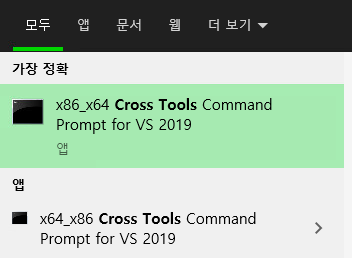 모두 앱 문서 웹 더 보기
가장 정확
x86_x64 Cross Tools Command
Prompt for VS 2019
앱
앱
x64_x86 Cross Tools Command
Prompt for VS 2019